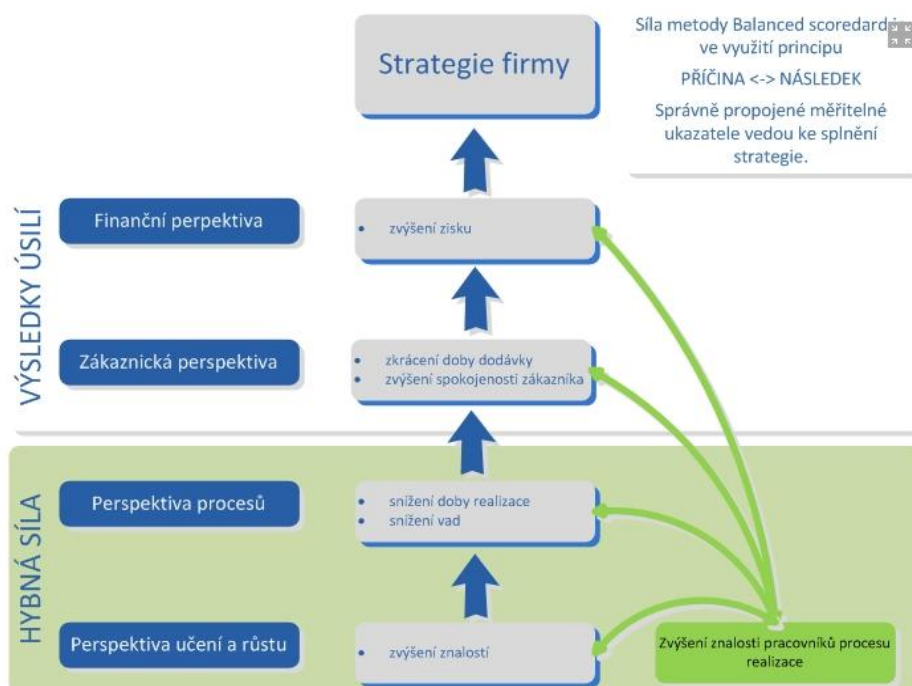 Strategie firmy
Síla metody Balanced scoredard
ve využití principu
PŘÍČINA <-> NÁSLEDEK
Správně propojené měřitelné
ukazatele vedou ke splnění
strategie.
VÝSLEDKY ÚSILÍ
Finanční perpektiva
• zvýšení zisku
Zákaznická perspektiva
• zkrácení doby dodávky
• zvýšení spokojenosti zákazníka
HYBNÁ SÍLA
Perspektiva procesů
• snížení doby realizace
• snížení vad
Perspektiva učení a růstu
• zvýšení znalostí
Zvýšení znalosti pracovníků procesu
realizace